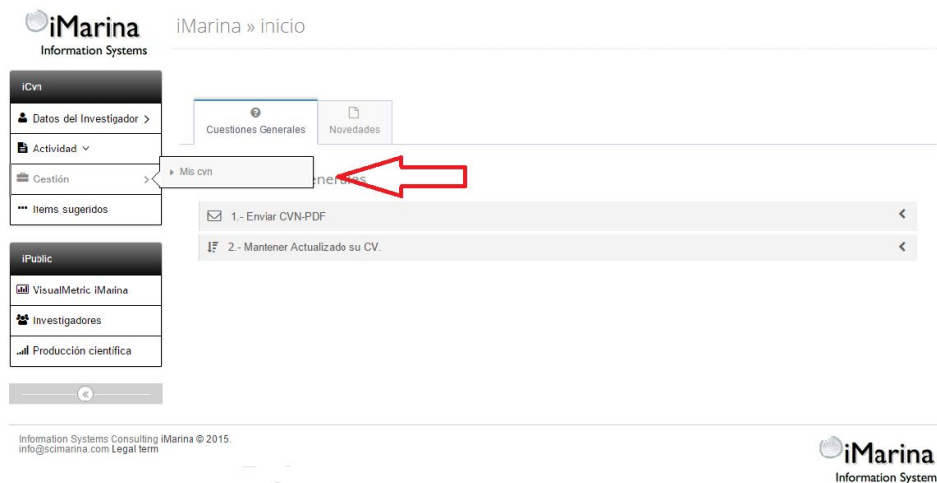 iMarina
Information Systems
iMarina » inicio
iCvn
Datos del Investigador
Actividad
Gestión
Mis cvn
Items sugeridos
Cuestiones Generales
Novedades
nerales
1.- Enviar CVN-PDF
2.- Mantener Actualizado su CV.
iPublic
VisualMetric iMarina
Investigadores
Producción científica
Information Systems Consulting iMarina © 2015.
info@scimarina.com Legal term
iMarina
Information System